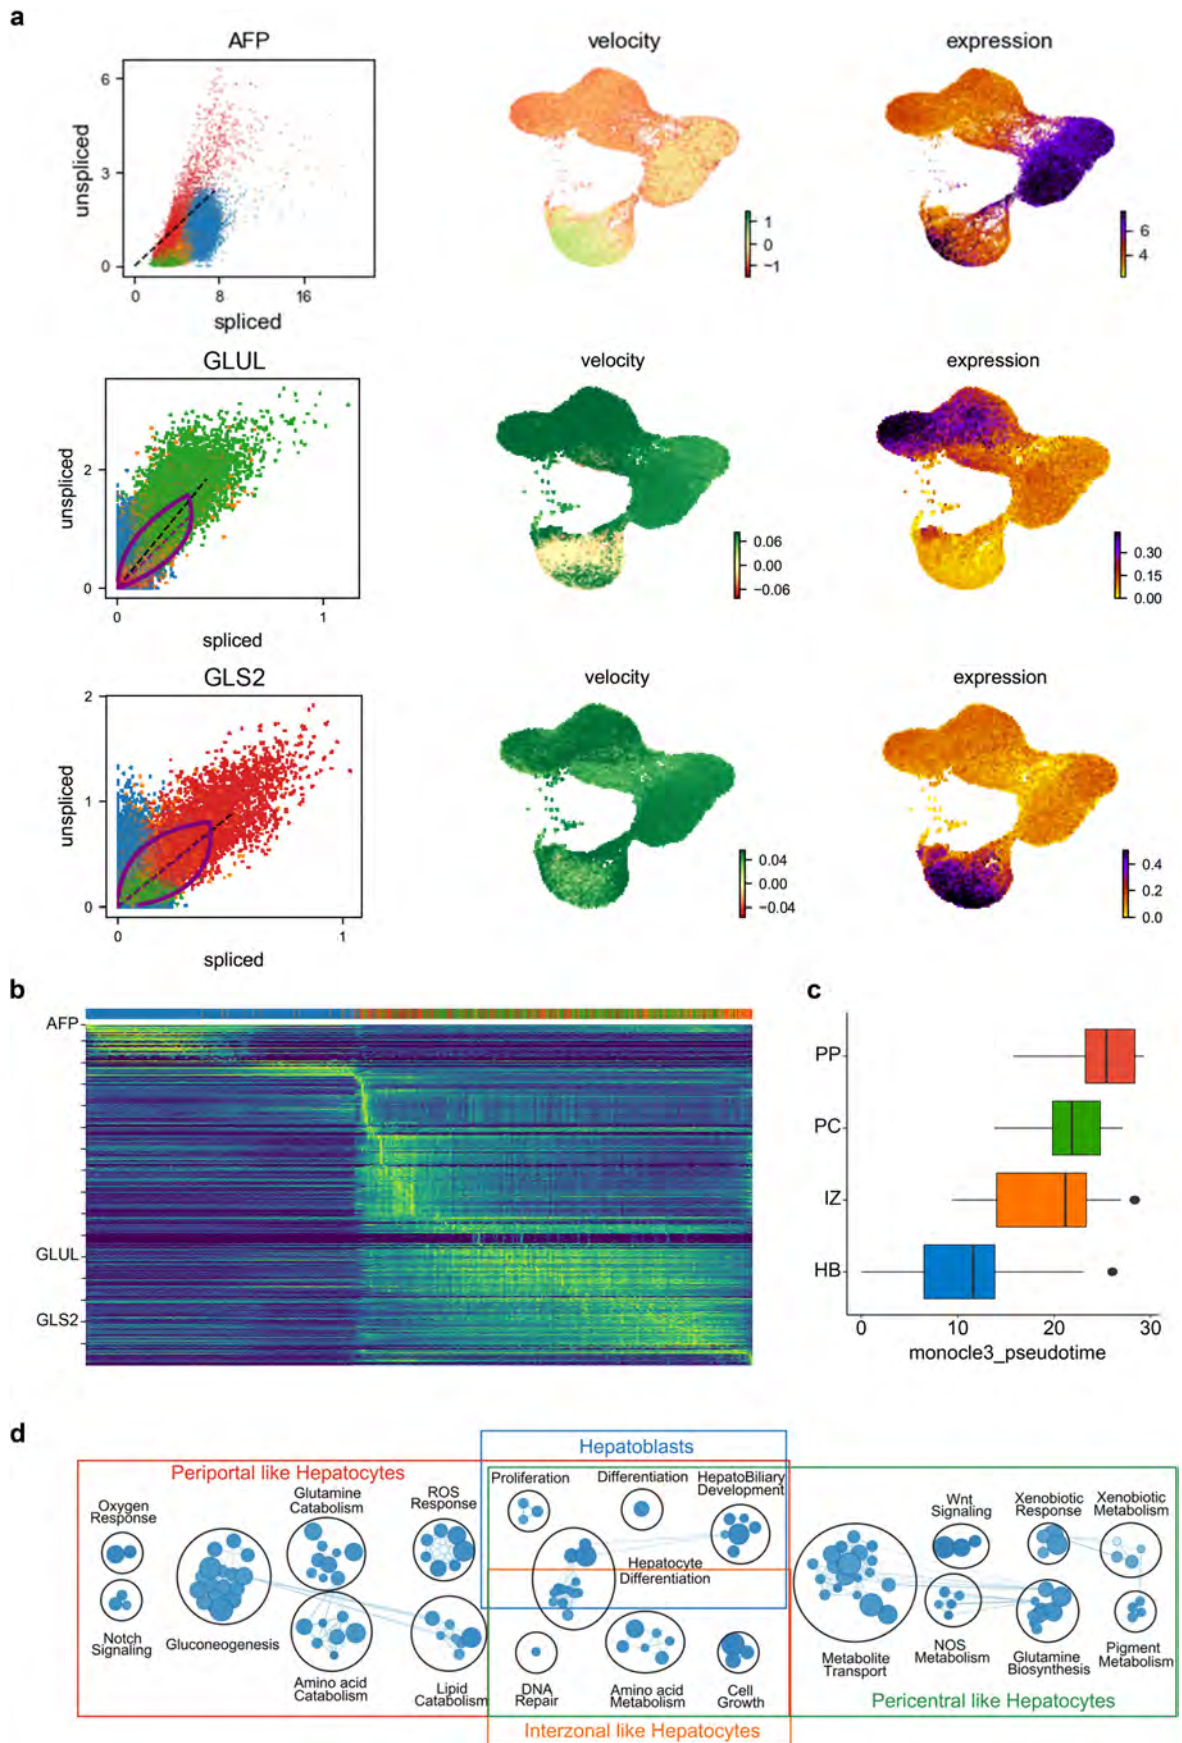 a
AFP
velocity
expression
unspliced
6
3
0
0
8
16
spliced
1
0
−1
6
4
GLUL
velocity
expression
unspliced
2
0
0
1
spliced
0.06
0.00
−0.06
0.30
0.15
0.00
GLS2
velocity
expression
unspliced
2
1
0
0
1
spliced
0.04
0.00
−0.04
0.4
0.2
0.0
b
AFP
GLUL
GLS2
c
PP
PC
IZ
HB
0
10
20
30
monocle3_pseudotime
d
Hepatoblasts
Periportal like Hepatocytes
Oxygen
Response
Glutamine
Catabolism
ROS
Response
Notch
Signaling
Gluconeogenesis
Amino acid
Catabolism
Lipid
Catabolism
Proliferation
Differentiation
HepatoBiliary
Development
Hepatocyte
Differentiation
DNA
Repair
Amino acid
Metabolism
Cell
Growth
Interzonal like Hepatocytes
Wnt
Signaling
Xenobiotic
Response
Xenobiotic
Metabolism
Metabolite
Transport
NOS
Metabolism
Glutamine
Biosynthesis
Pigment
Metabolism
Pericentral like Hepatocytes